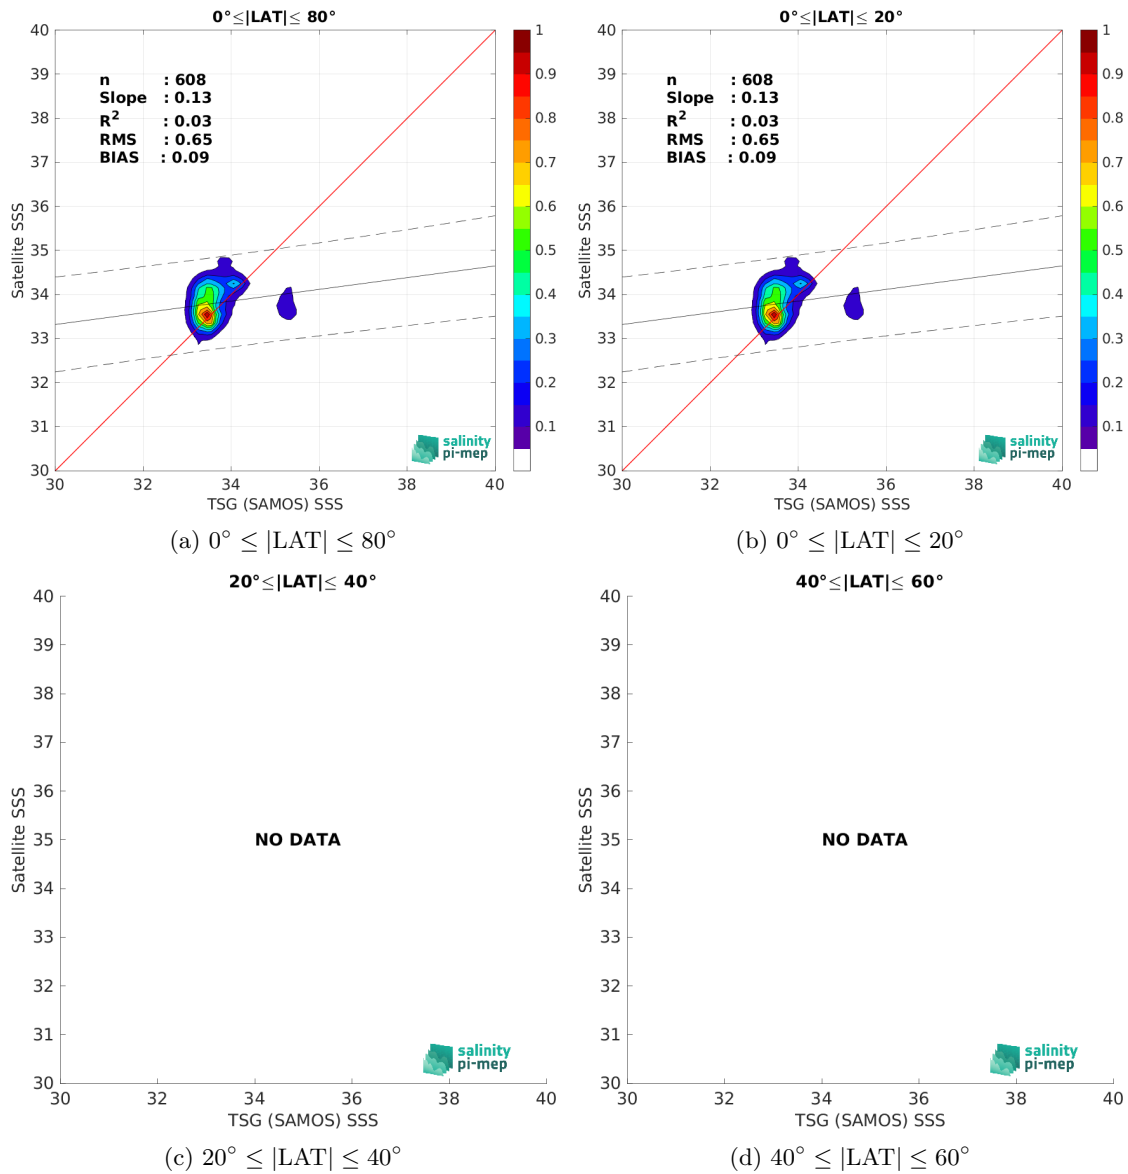 0°≤|LAT|≤ 80°
40
39
38
37
36
35
34
33
32
31
30
Satellite SSS
n : 608
Slope : 0.13
R² : 0.03
RMS : 0.65
BIAS : 0.09
1
0.9
0.8
0.7
0.6
0.5
0.4
0.3
0.2
0.1
salinity
pi-mep
30 32 34 36 38 40
TSG (SAMOS) SSS
(a) 0° ≤ |LAT| ≤ 80°
0°≤|LAT|≤ 20°
40
39
38
37
36
35
34
33
32
31
30
Satellite SSS
n : 608
Slope : 0.13
R² : 0.03
RMS : 0.65
BIAS : 0.09
1
0.9
0.8
0.7
0.6
0.5
0.4
0.3
0.2
0.1
salinity
pi-mep
30 32 34 36 38 40
TSG (SAMOS) SSS
(b) 0° ≤ |LAT| ≤ 20°
20°≤|LAT|≤ 40°
40
39
38
37
36
35
34
33
32
31
30
Satellite SSS
NO DATA
salinity
pi-mep
30 32 34 36 38 40
TSG (SAMOS) SSS
(c) 20° ≤ |LAT| ≤ 40°
40°≤|LAT|≤ 60°
40
39
38
37
36
35
34
33
32
31
30
Satellite SSS
NO DATA
salinity
pi-mep
30 32 34 36 38 40
TSG (SAMOS) SSS
(d) 40° ≤ |LAT| ≤ 60°